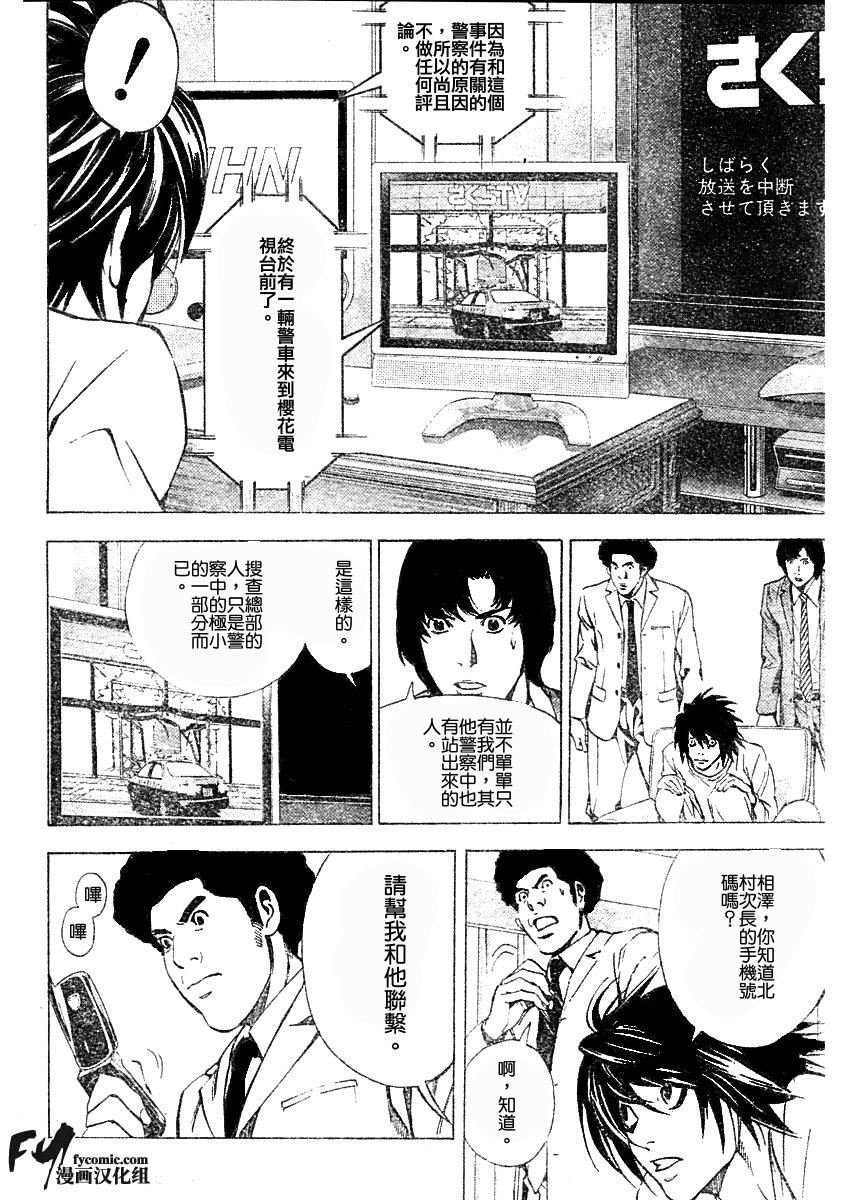 因為和這個
事件有關的
警察的原因
，所以尚且
不做任何評
論。
さく
しばらく
放送を中断
させて頂きます
NHN
さくらTV
！
終於有一輛警車來到櫻花電
視台前了。
並不單單只
有我們，其
他警察中也
有站出來的
人。
是這樣的。
搜查總部的
人，只是警
察中的極小
的一部分而
已。
相澤，你知道北
村次長的手機號
碼嗎？
啊，知道。
請幫我和他聯繫。
嗶
嗶
FY
fycomic.com
漫画汉化组